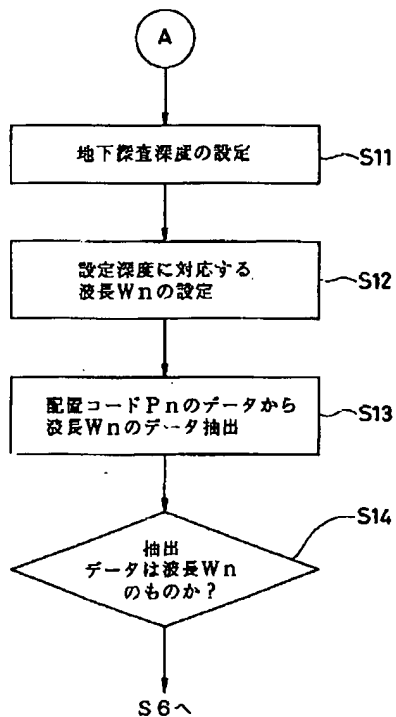 A
地下探査深度の設定
S11
設定深度に対応する
波長Wnの設定
S12
配置コードPnのデータから
波長Wnのデータ抽出
S13
抽出
データは波長Wn
のものか?
S14
S6へ